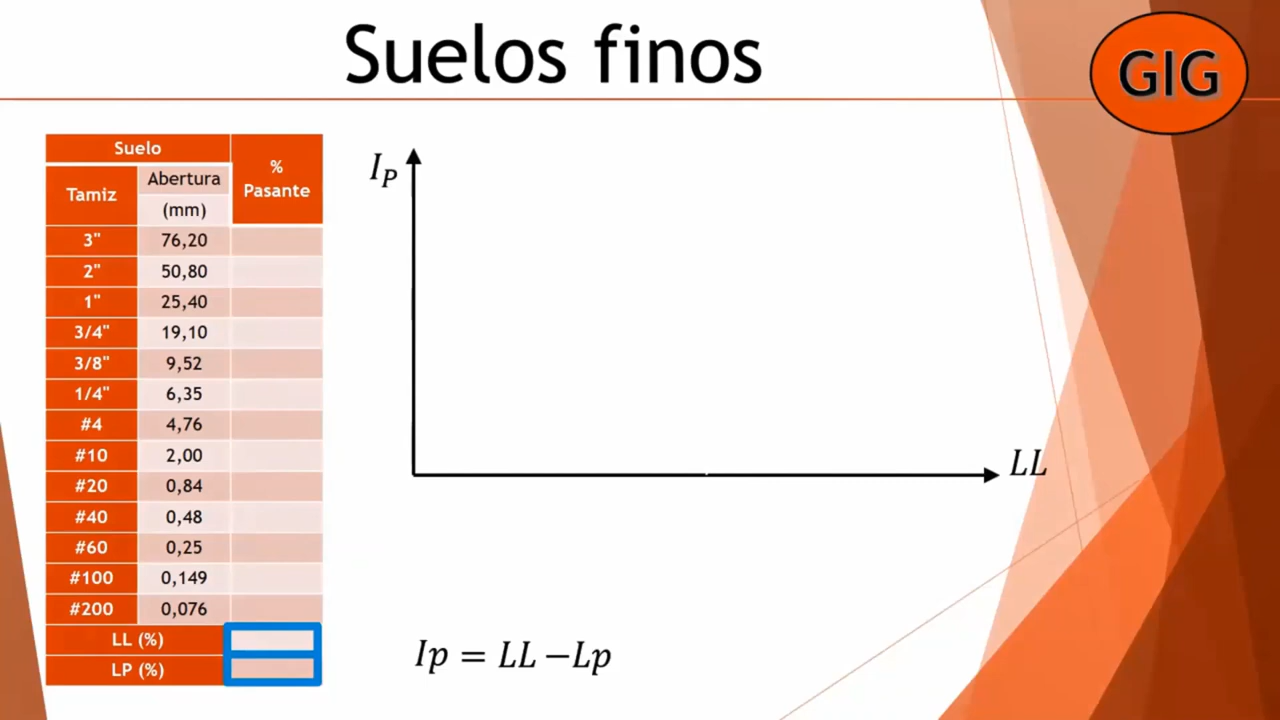 Suelos finos
GIG
Suelo
% Pasante
Tamiz
Abertura
(mm)
3" 76,20
2" 50,80
1" 25,40
3/4" 19,10
3/8" 9,52
1/4" 6,35
#4 4,76
#10 2,00
#20 0,84
#40 0,48
#60 0,25
#100 0,149
#200 0,076
LL (%)
LP (%)
I_P
LL
Ip = LL −Lp